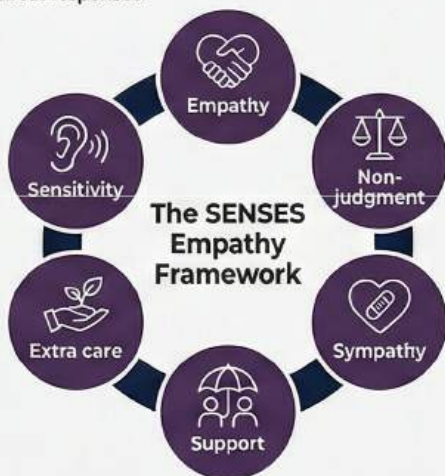 Empathy
Sensitivity
Non-
judgment
The SENSES
Empathy
Framework
Extra care
Sympathy
Support